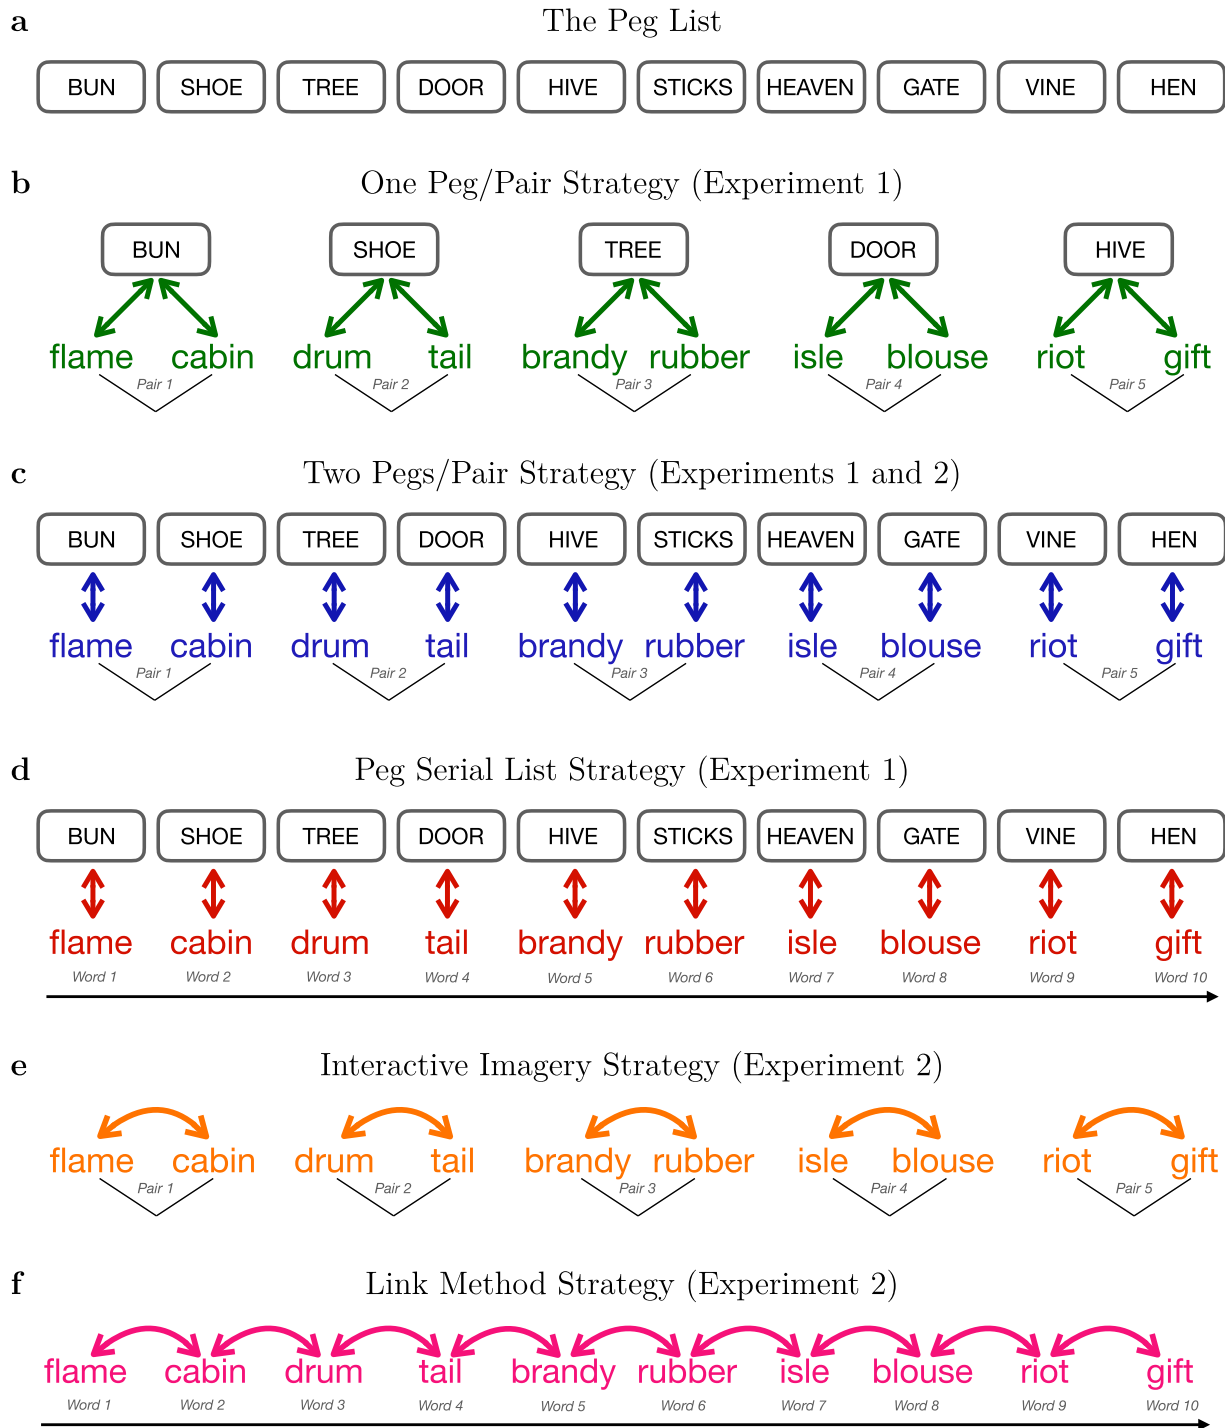 a The Peg List
BUN SHOE TREE DOOR HIVE STICKS HEAVEN GATE VINE HEN
b One Peg/Pair Strategy (Experiment 1)
BUN SHOE TREE DOOR HIVE
flame cabin drum tail brandy rubber isle blouse riot gift
Pair 1 Pair 2 Pair 3 Pair 4 Pair 5
c Two Pegs/Pair Strategy (Experiments 1 and 2)
BUN SHOE TREE DOOR HIVE STICKS HEAVEN GATE VINE HEN
flame cabin drum tail brandy rubber isle blouse riot gift
Pair 1 Pair 2 Pair 3 Pair 4 Pair 5
d Peg Serial List Strategy (Experiment 1)
BUN SHOE TREE DOOR HIVE STICKS HEAVEN GATE VINE HEN
flame cabin drum tail brandy rubber isle blouse riot gift
Word 1 Word 2 Word 3 Word 4 Word 5 Word 6 Word 7 Word 8 Word 9 Word 10
e Interactive Imagery Strategy (Experiment 2)
flame cabin drum tail brandy rubber isle blouse riot gift
Pair 1 Pair 2 Pair 3 Pair 4 Pair 5
f Link Method Strategy (Experiment 2)
flame cabin drum tail brandy rubber isle blouse riot gift
Word 1 Word 2 Word 3 Word 4 Word 5 Word 6 Word 7 Word 8 Word 9 Word 10